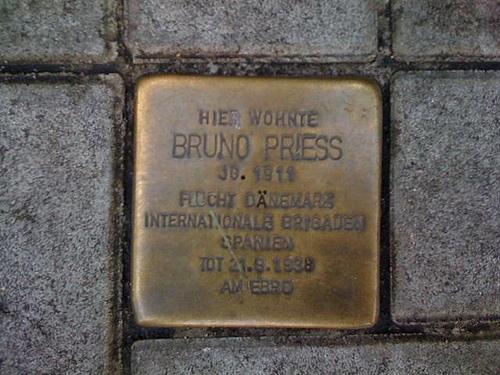 HIER WOHNTE
BRUNO PRIESS
JG. 1911
FLUCHT DÄNEMARK
INTERNATIONALE BRIGADEN
SPANIEN
TOT 21.9.1938
AM EBRO